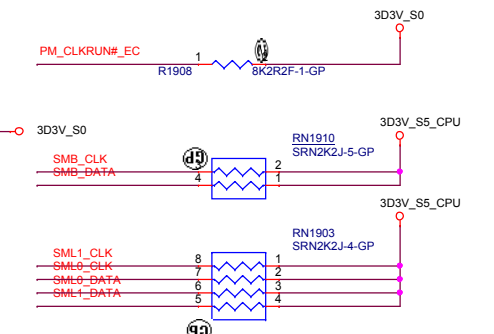 3D3V_S0
PM_CLKRUN#_EC
1
2
R1908
8K2R2F-1-GP
3D3V_S0
3D3V_S5_CPU
RN1910
SRN2K2J-5-GP
SMB_CLK
3
2
SMB_DATA
4
1
3D3V_S5_CPU
RN1903
SRN2K2J-4-GP
SML1_CLK
8
1
SML0_CLK
7
2
SML0_DATA
6
3
SML1_DATA
5
4